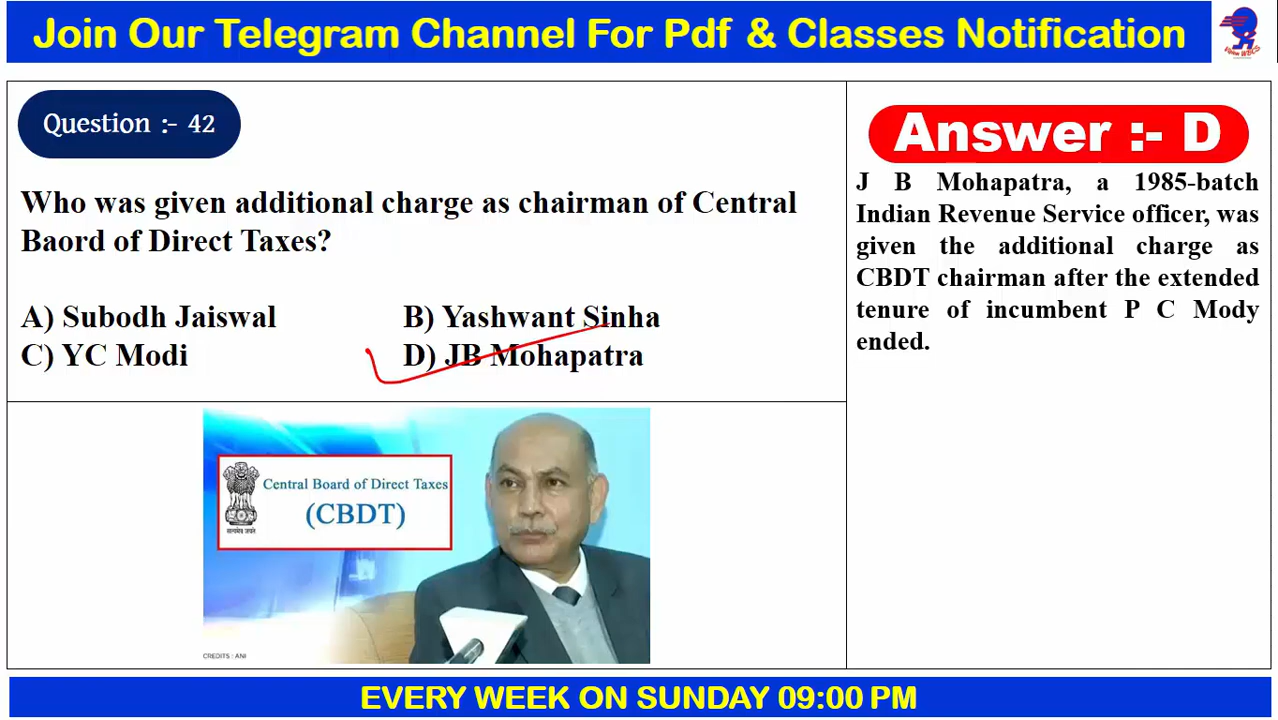 Join Our Telegram Channel For Pdf & Classes Notification
Question :- 42
Who was given additional charge as chairman of Central
Baord of Direct Taxes?
A) Subodh Jaiswal B) Yashwant Sinha
C) YC Modi D) JB Mohapatra
Answer :- D
J B Mohapatra, a 1985-batch
Indian Revenue Service officer, was
given the additional charge as
CBDT chairman after the extended
tenure of incumbent P C Mody
ended.
Central Board of Direct Taxes
(CBDT)
सत्यमेव जयते
CREDITS : ANI
EVERY WEEK ON SUNDAY 09:00 PM